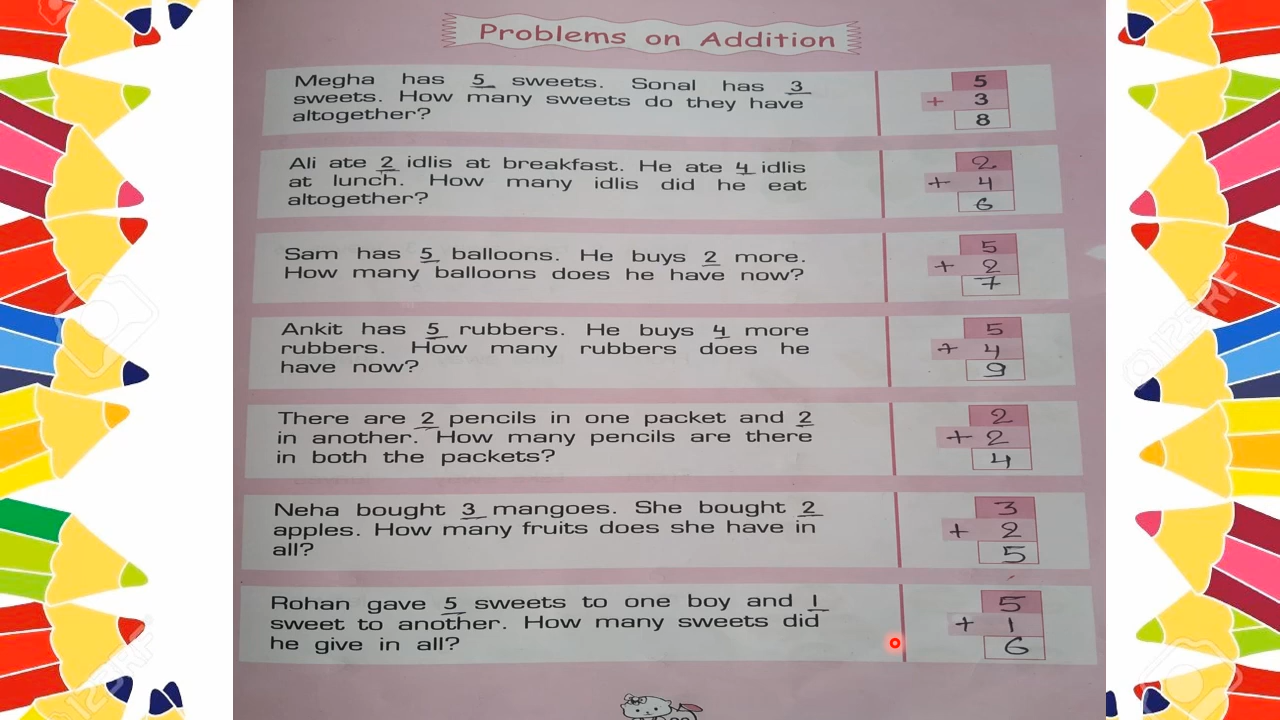 Problems on Addition
Megha has 5 sweets. Sonal has 3
sweets. How many sweets do they have
altogether?
5
+ 3
8
Ali ate 2 idlis at breakfast. He ate 4 idlis
at lunch. How many idlis did he eat
altogether?
2
+ 4
6
Sam has 5 balloons. He buys 2 more.
How many balloons does he have now?
5
+ 2
7
Ankit has 5 rubbers. He buys 4 more
rubbers. How many rubbers does he
have now?
5
+ 4
9
There are 2 pencils in one packet and 2
in another. How many pencils are there
in both the packets?
2
+ 2
4
Neha bought 3 mangoes. She bought 2
apples. How many fruits does she have in
all?
3
+ 2
5
Rohan gave 5 sweets to one boy and 1
sweet to another. How many sweets did
he give in all?
5
+ 1
6
123RF